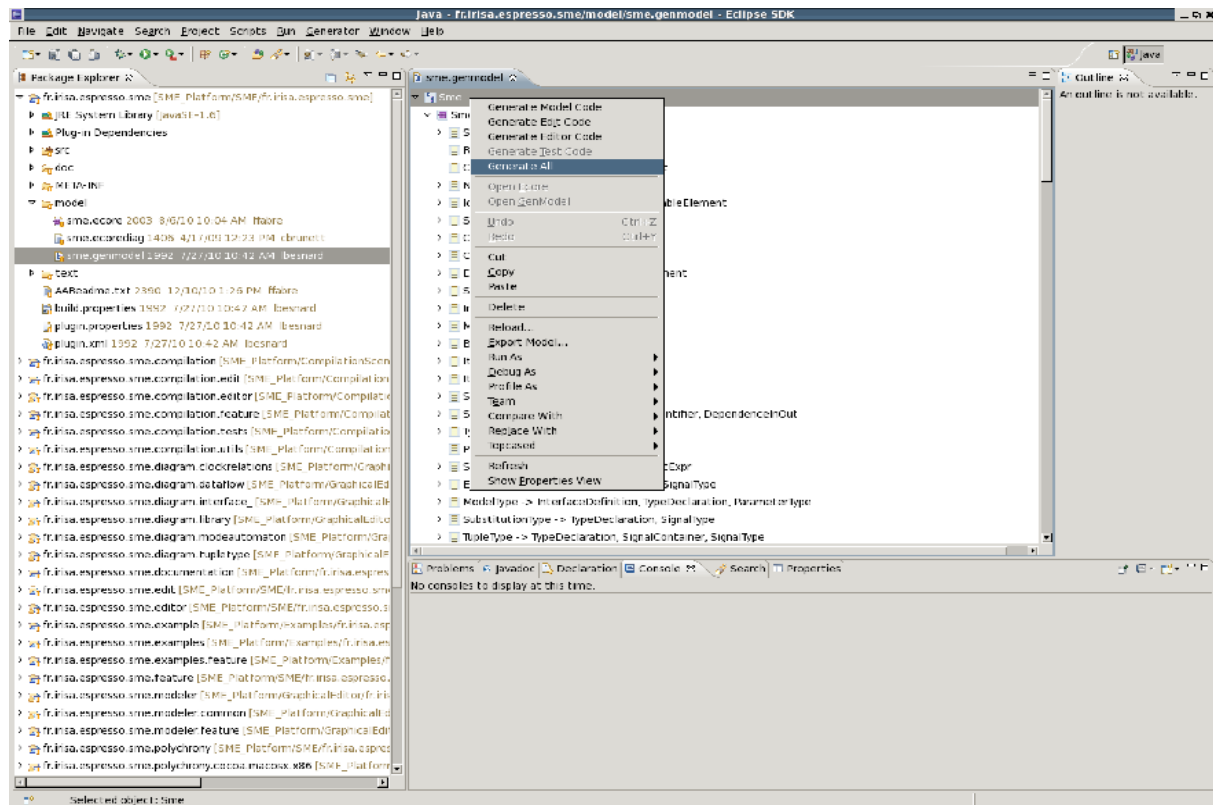 Java - fr.irisa.espresso.sme/model/sme.genmodel - Eclipse SDK
File Edit Navigate Search Project Scripts Run Generator Window Help
Java
Package Explorer
fr.irisa.espresso.sme [SME_Platform/SME/fr.irisa.espresso.sme]
JRE System Library [JavaSE-1.6]
Plug-in Dependencies
src
doc
META-INF
model
sme.ecore 2003 8/6/10 10:04 AM ffabre
sme.ecorediag 1406 4/17/09 12:23 PM cbrunett
sme.genmodel 1992 7/27/10 10:42 AM lbesnard
text
AAReadme.txt 2390 12/10/10 1:26 PM ffabre
build.properties 1992 7/27/10 10:42 AM lbesnard
plugin.properties 1992 7/27/10 10:42 AM lbesnard
plugin.xml 1992 7/27/10 10:42 AM lbesnard
fr.irisa.espresso.sme.compilation [SME_Platform/CompilationScen
fr.irisa.espresso.sme.compilation.edit [SME_Platform/Compilation
fr.irisa.espresso.sme.compilation.editor [SME_Platform/Compilatio
fr.irisa.espresso.sme.compilation.feature [SME_Platform/Compilat
fr.irisa.espresso.sme.compilation.tests [SME_Platform/Compilatio
fr.irisa.espresso.sme.compilation.utils [SME_Platform/Compilation
fr.irisa.espresso.sme.diagram.clockrelations [SME_Platform/Graphi
fr.irisa.espresso.sme.diagram.dataflow [SME_Platform/GraphicalEd
fr.irisa.espresso.sme.diagram.interface_ [SME_Platform/GraphicalE
fr.irisa.espresso.sme.diagram.library [SME_Platform/GraphicalEdito
fr.irisa.espresso.sme.diagram.modeautomaton [SME_Platform/Gra
fr.irisa.espresso.sme.diagram.tupletype [SME_Platform/GraphicalE
fr.irisa.espresso.sme.documentation [SME_Platform/fr.irisa.espres
fr.irisa.espresso.sme.edit [SME_Platform/SME/fr.irisa.espresso.sm
fr.irisa.espresso.sme.editor [SME_Platform/SME/fr.irisa.espresso.s
fr.irisa.espresso.sme.example [SME_Platform/Examples/fr.irisa.esp
fr.irisa.espresso.sme.examples [SME_Platform/Examples/fr.irisa.es
fr.irisa.espresso.sme.examples.feature [SME_Platform/Examples/f
fr.irisa.espresso.sme.feature [SME_Platform/SME/fr.irisa.espresso.
fr.irisa.espresso.sme.modeler [SME_Platform/GraphicalEditor/fr.iri
fr.irisa.espresso.sme.modeler.common [SME_Platform/GraphicalEd
fr.irisa.espresso.sme.modeler.feature [SME_Platform/GraphicalEdi
fr.irisa.espresso.sme.polychrony [SME_Platform/SME/fr.irisa.espres
fr.irisa.espresso.sme.polychrony.cocoa.macosx.x86 [SME_Platform
sme.genmodel
Sme
Sme
Generate Model Code
Generate Edit Code
Generate Editor Code
Generate Test Code
Generate All
Open Ecore
Open GenModel
Undo Ctrl+Z
Redo Ctrl+Y
Cut
Copy
Paste
Delete
Reload...
Export Model...
Run As
Debug As
Profile As
Team
Compare With
Replace With
Topcased
Refresh
Show Properties View
ableElement
ment
ntifier, DependenceInOut
tExpr
SignalType
ModelType -> InterfaceDefinition, TypeDeclaration, ParameterType
SubstitutionType -> TypeDeclaration, SignalType
TupleType -> TypeDeclaration, SignalContainer, SignalType
Outline
An outline is not available.
Problems Javadoc Declaration Console Search Properties
No consoles to display at this time.
Selected object: Sme